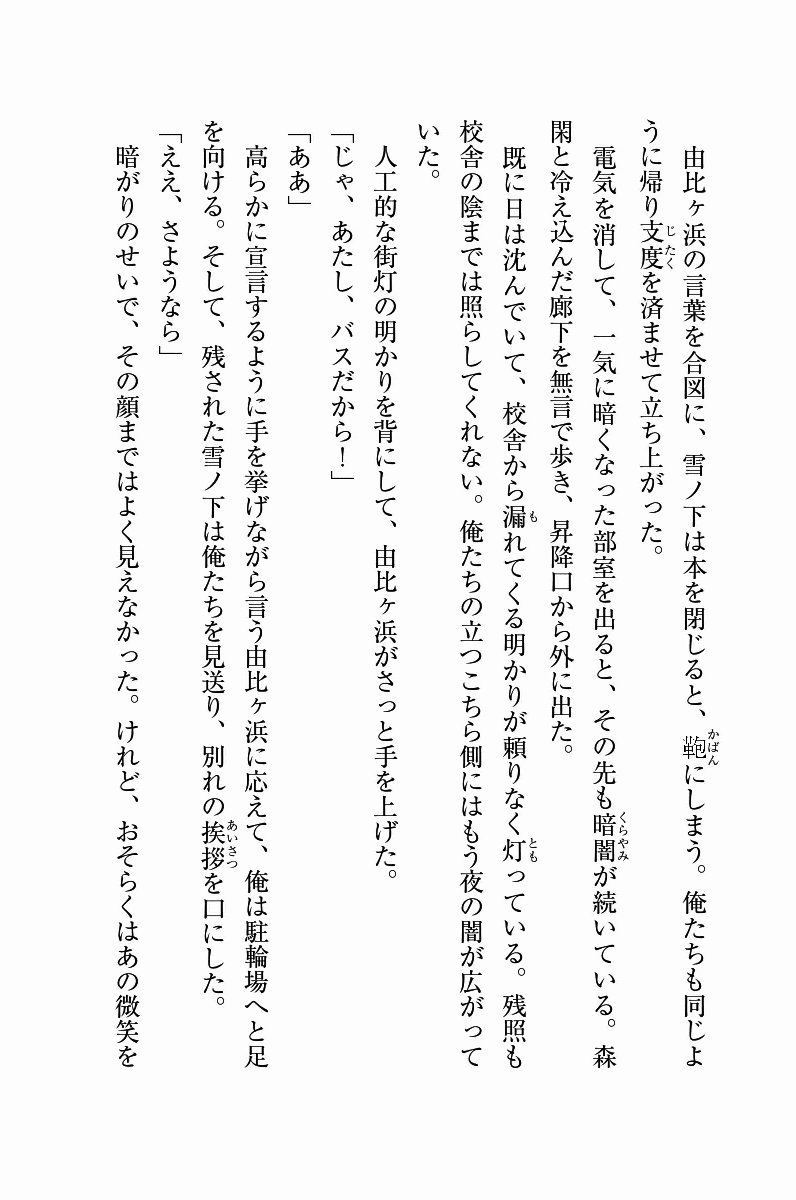 由比ヶ浜の言葉を合図に、雪ノ下は本を閉じると、鞄にしまう。俺たちも同じよ
うに帰り支度を済ませて立ち上がった。
電気を消して、一気に暗くなった部室を出ると、その先も暗闇が続いている。森
閑と冷え込んだ廊下を無言で歩き、昇降口から外に出た。
既に日は沈んでいて、校舎から漏れてくる明かりが頼りなく灯っている。残照も
校舎の陰までは照らしてくれない。俺たちの立つこちら側にはもう夜の闇が広がって
いた。
人工的な街灯の明かりを背にして、由比ヶ浜がさっと手を上げた。
「じゃ、あたし、バスだから！」
「ああ」
高らかに宣言するように手を挙げながら言う由比ヶ浜に応えて、俺は駐輪場へと足
を向ける。そして、残された雪ノ下は俺たちを見送り、別れの挨拶を口にした。
「ええ、さようなら」
暗がりのせいで、その顔まではよく見えなかった。けれど、おそらくはあの微笑を